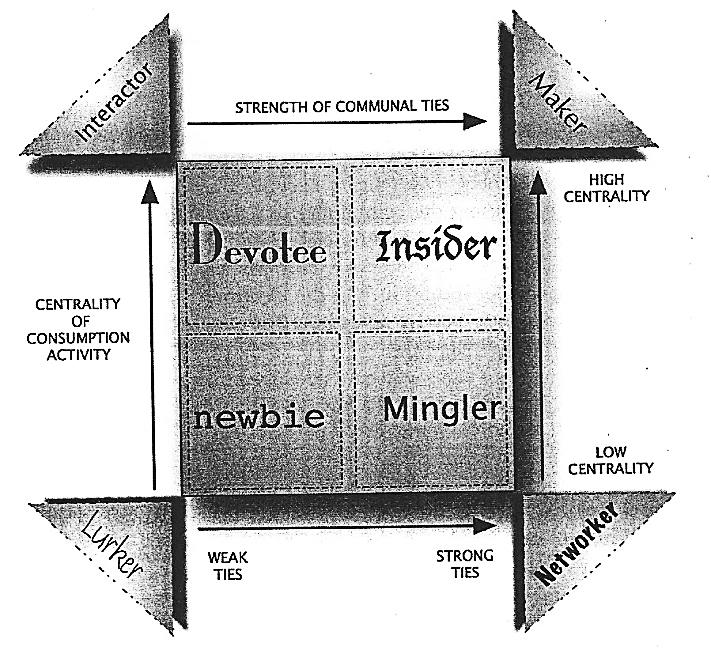 Interactor
Maker
STRENGTH OF COMMUNAL TIES
HIGH
CENTRALITY
Devotee
Insider
CENTRALITY
OF
CONSUMPTION
ACTIVITY
newbie
Mingler
LOW
CENTRALITY
Lurker
Networker
WEAK
TIES
STRONG
TIES